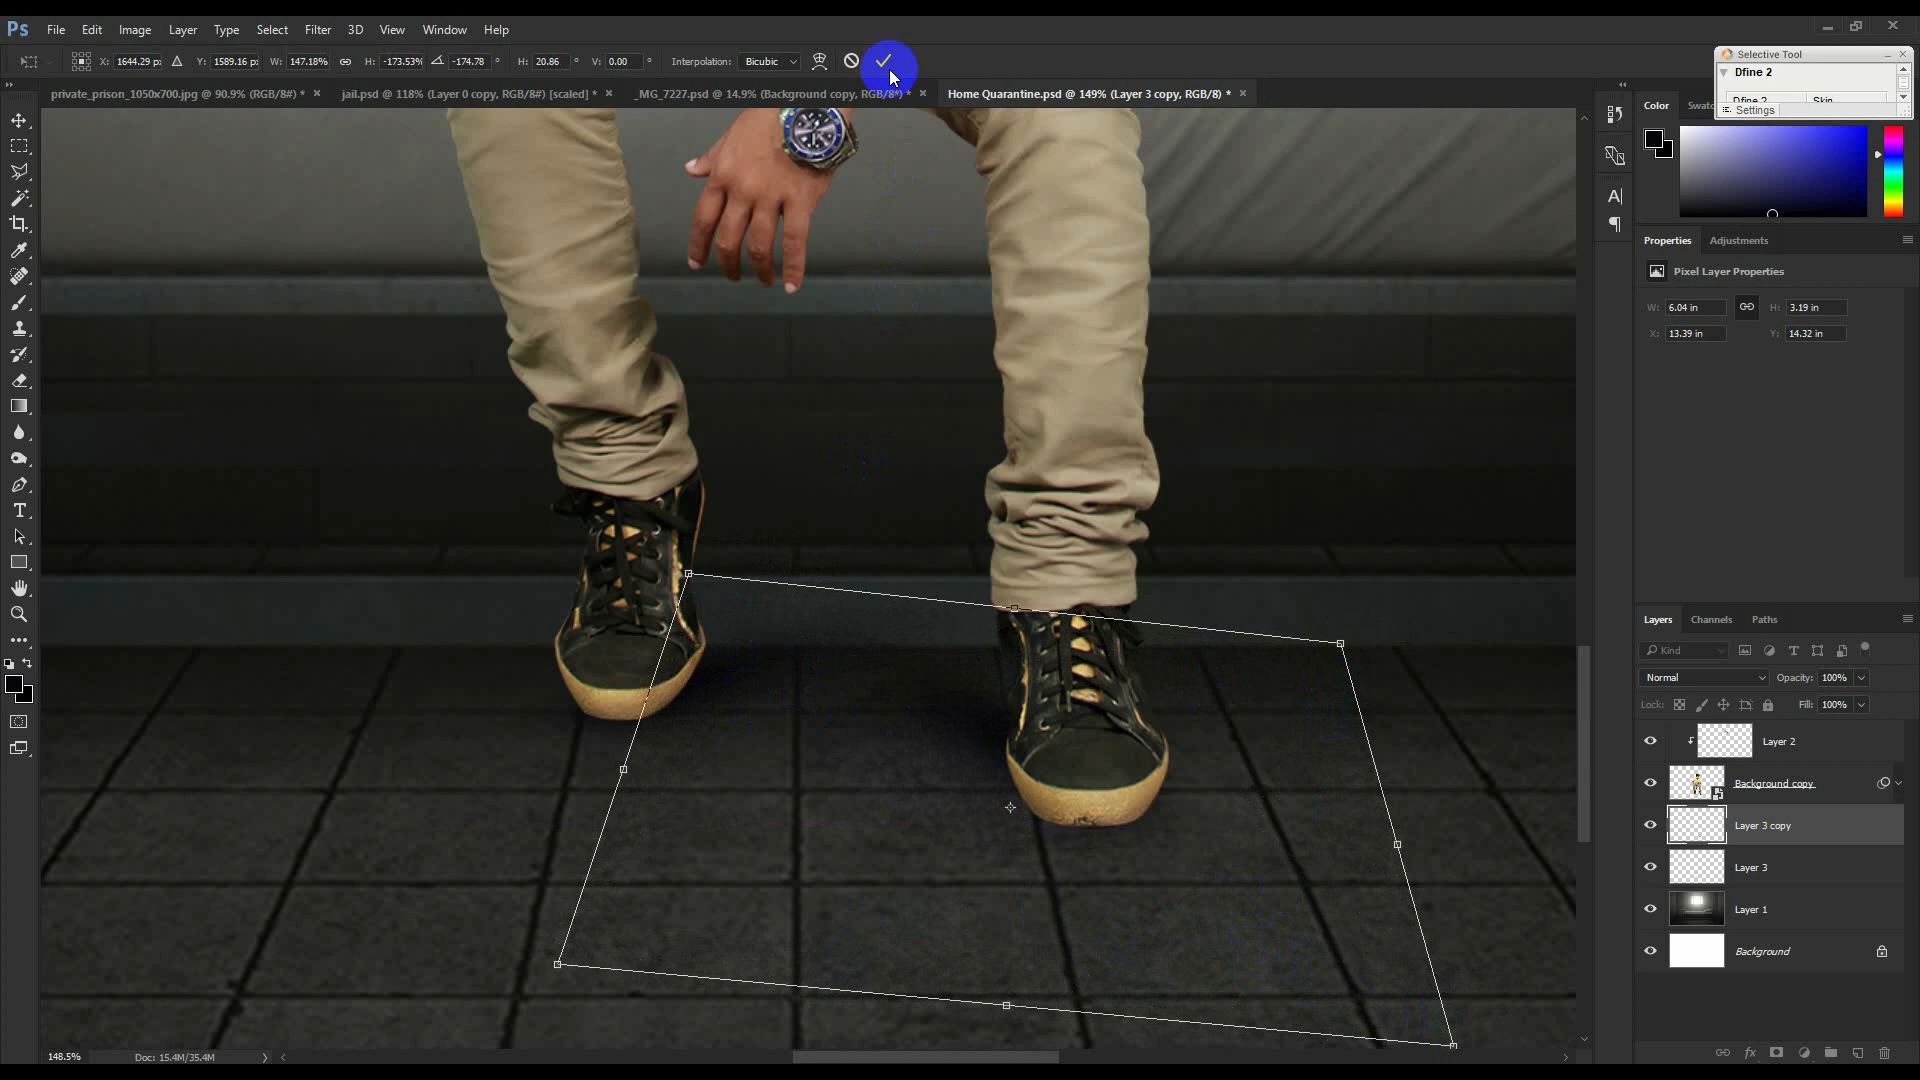 Ps File Edit Image Layer Type Select Filter 3D View Window Help
X: 1644.29 px Y: 1589.16 px W: 147.18% H: -173.53% -174.78 ° H: 20.86 ° V: 0.00 ° Interpolation: Bicubic
private_prison_1050x700.jpg @ 90.9% (RGB/8#) * × jail.psd @ 118% (Layer 0 copy, RGB/8#) [scaled] * × _MG_7227.psd @ 14.9% (Background copy, RGB/8*) * × Home Quarantine.psd @ 149% (Layer 3 copy, RGB/8) * ×
Selective Tool
Dfine 2
Dfine 2 Skin
Settings
Color Swatc
Properties Adjustments
Pixel Layer Properties
W: 6.04 in H: 3.19 in
X: 13.39 in Y: 14.32 in
Layers Channels Paths
Kind
Normal Opacity: 100%
Lock: Fill: 100%
Layer 2
Background copy
Layer 3 copy
Layer 3
Layer 1
Background
148.5% Doc: 15.4M/35.4M